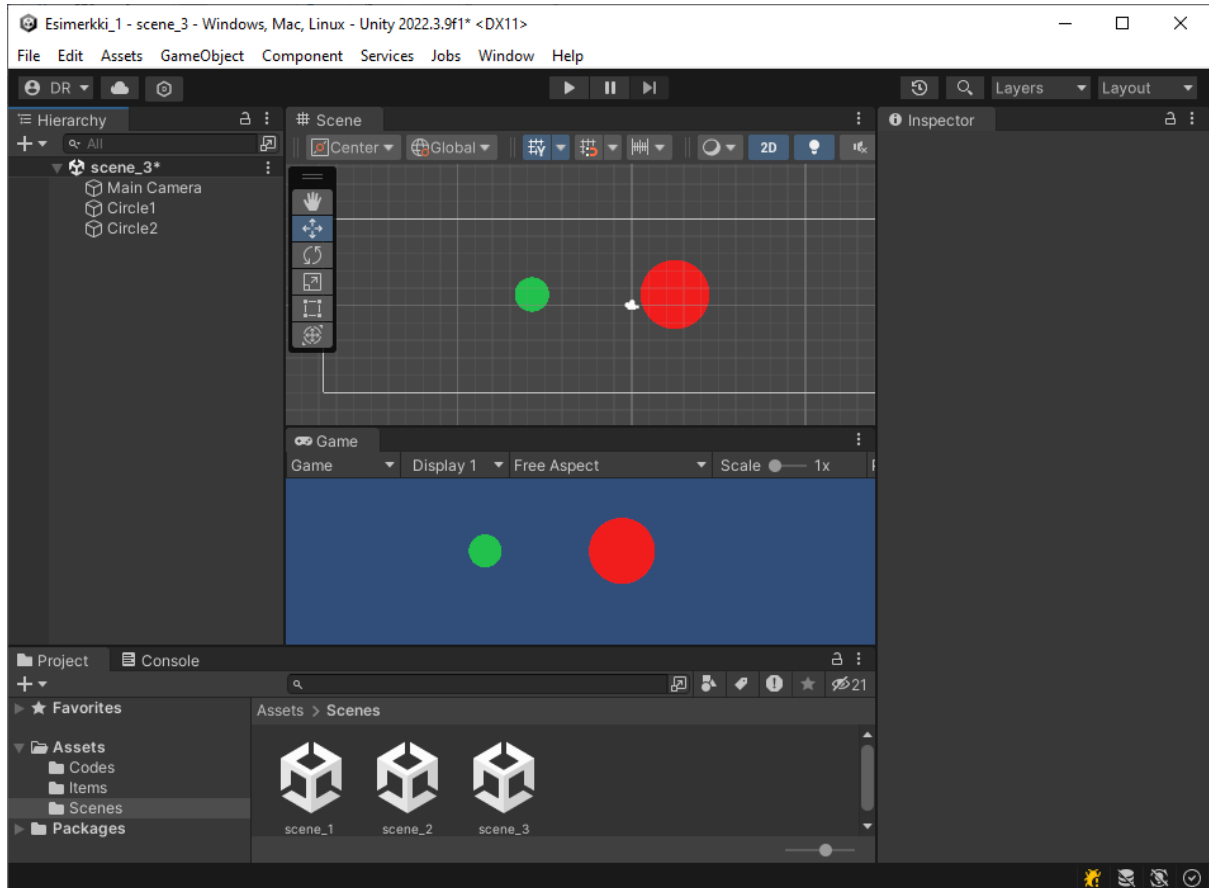 Esimerkki_1 - scene_3 - Windows, Mac, Linux - Unity 2022.3.9f1* <DX11>
File Edit Assets GameObject Component Services Jobs Window Help
DR Layers Layout
Hierarchy
All
scene_3*
Main Camera
Circle1
Circle2
# Scene
Center Global 2D
Game
Game Display 1 Free Aspect Scale 1x
Inspector
Project Console
21
Favorites
Assets
Codes
Items
Scenes
Packages
Assets > Scenes
scene_1 scene_2 scene_3